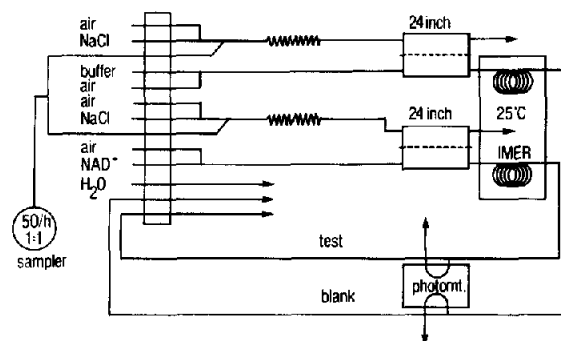 air
NaCl
24 inch
buffer
air
air
NaCl
24 inch
25°C
air
IMER
NAD⁺
H₂O
50/h
1:1
sampler
test
photomt.
blank